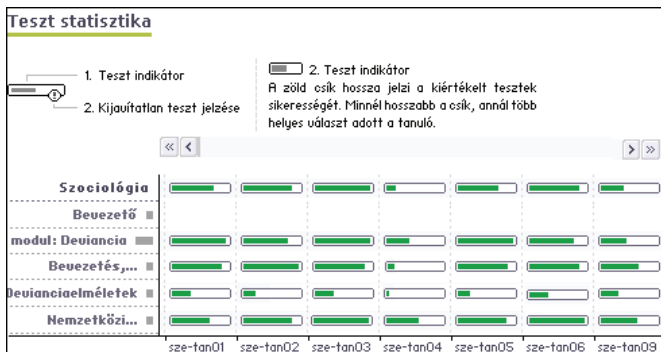 Teszt statisztika
1. Teszt indikátor
2. Kijavítatlan teszt jelzése
2. Teszt indikátor
A zöld csík hossza jelzi a kiértékelt tesztek
sikerességét. Minnél hosszabb a csík, annál több
helyes választ adott a tanuló.
« ‹ › »
Szociológia
Bevezető
modul: Deviancia
Bevezetés,...
Devianciaelméletek
Nemzetközi...
sze-tan01 sze-tan02 sze-tan03 sze-tan04 sze-tan05 sze-tan06 sze-tan09